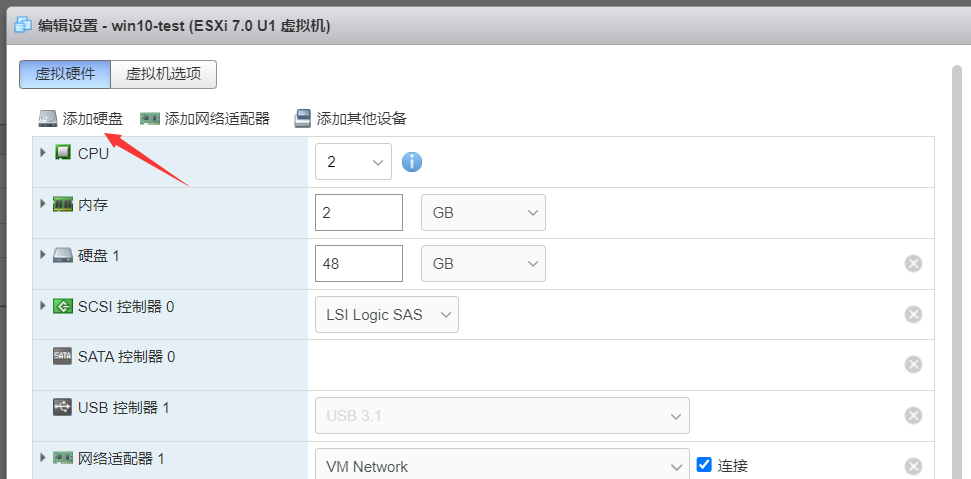 编辑设置 - win10-test (ESXi 7.0 U1 虚拟机)
虚拟硬件 虚拟机选项
添加硬盘 添加网络适配器 添加其他设备
CPU 2 i
内存 2 GB
硬盘 1 48 GB
SCSI 控制器 0 LSI Logic SAS
SATA SATA 控制器 0
USB 控制器 1 USB 3.1
网络适配器 1 VM Network 连接